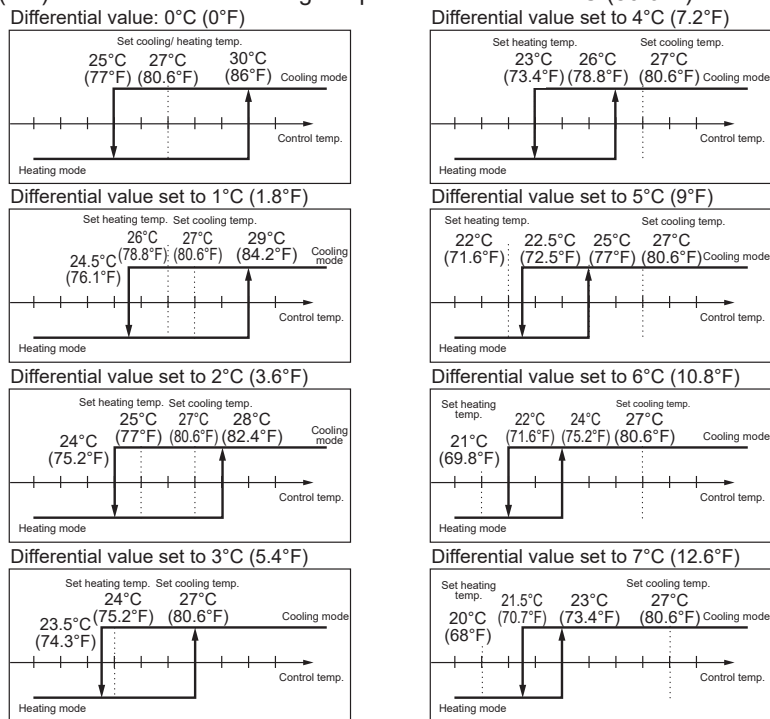 Differential value: 0°C (0°F)
Set cooling/ heating temp.
25°C 27°C 30°C
(77°F) (80.6°F) (86°F) Cooling mode
Control temp.
Heating mode
Differential value set to 1°C (1.8°F)
Set heating temp. Set cooling temp.
26°C 27°C 29°C
24.5°C (78.8°F) (80.6°F) (84.2°F) Cooling
(76.1°F) mode
Control temp.
Heating mode
Differential value set to 2°C (3.6°F)
Set heating temp. Set cooling temp.
25°C 27°C 28°C
24°C (77°F) (80.6°F) (82.4°F) Cooling
(75.2°F) mode
Control temp.
Heating mode
Differential value set to 3°C (5.4°F)
Set heating temp. Set cooling temp.
24°C 27°C
23.5°C (75.2°F) (80.6°F) Cooling mode
(74.3°F)
Control temp.
Heating mode
Differential value set to 4°C (7.2°F)
Set heating temp. Set cooling temp.
23°C 26°C 27°C
(73.4°F) (78.8°F) (80.6°F) Cooling mode
Control temp.
Heating mode
Differential value set to 5°C (9°F)
Set heating temp. Set cooling temp.
22°C 22.5°C 25°C 27°C
(71.6°F) (72.5°F) (77°F) (80.6°F) Cooling mode
Control temp.
Heating mode
Differential value set to 6°C (10.8°F)
Set heating Set cooling temp.
temp.
22°C 24°C 27°C
21°C (71.6°F) (75.2°F) (80.6°F) Cooling mode
(69.8°F)
Control temp.
Heating mode
Differential value set to 7°C (12.6°F)
Set heating Set cooling temp.
temp.
21.5°C 23°C 27°C
20°C (70.7°F) (73.4°F) (80.6°F) Cooling mode
(68°F)
Control temp.
Heating mode